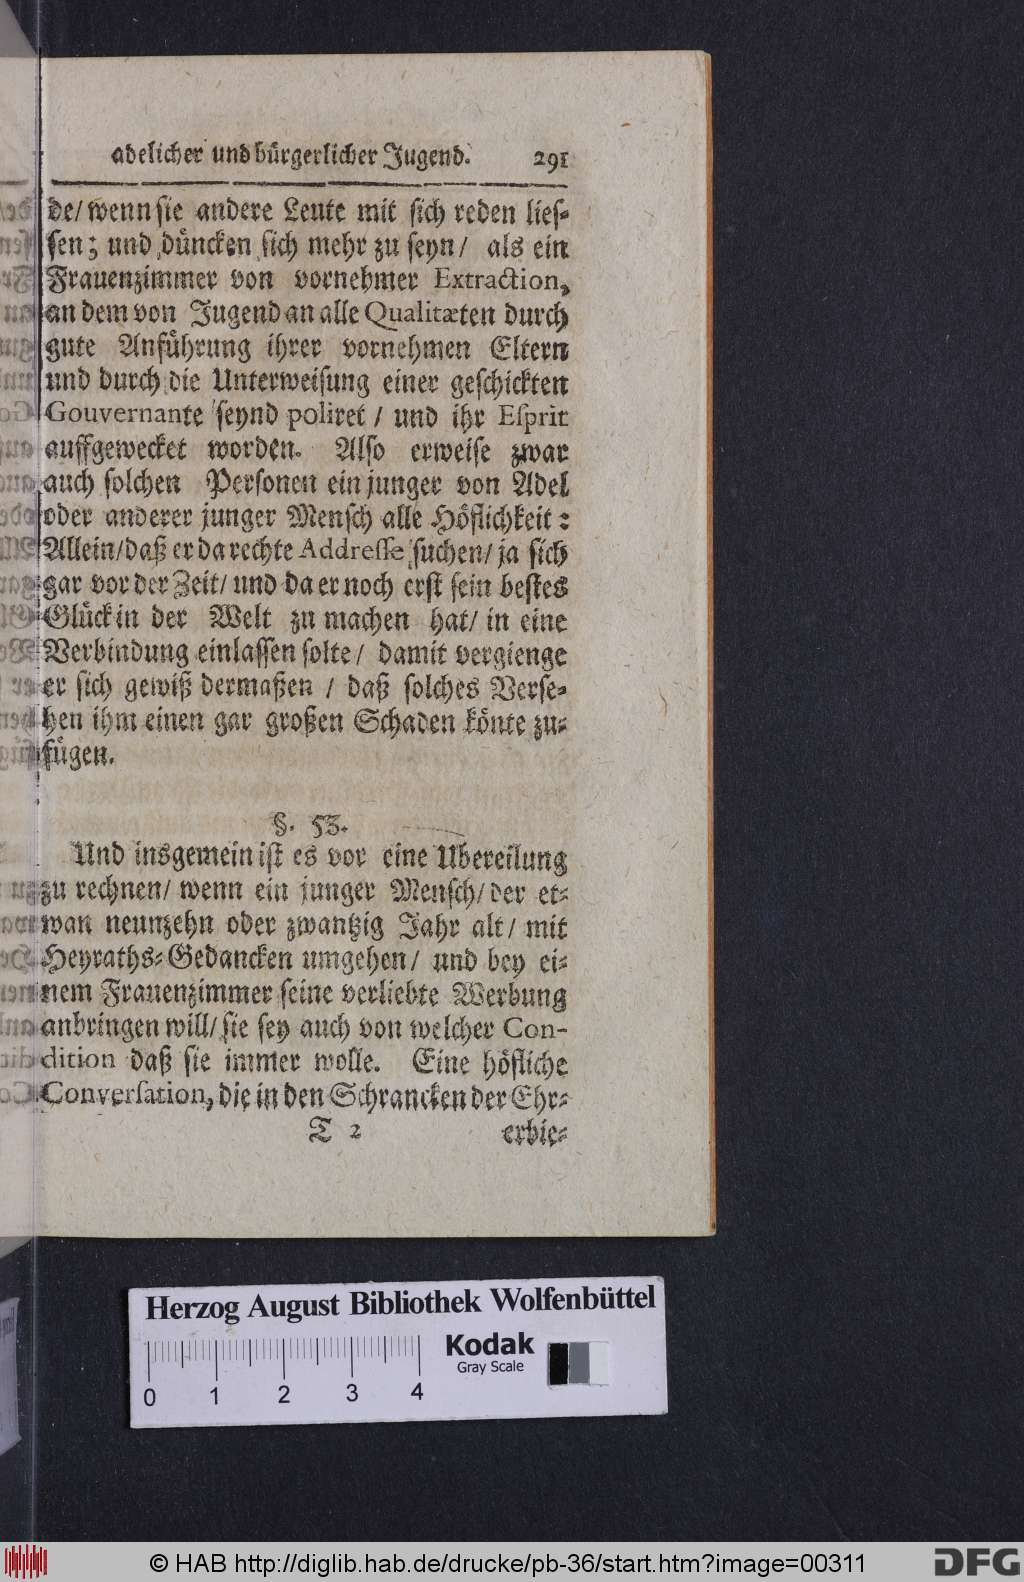 adelicher und bürgerlicher Jugend. 291
de/ wenn sie andere Leute mit sich reden lies-
sen; und düncken sich mehr zu seyn/ als ein
Frauenzimmer von vornehmer Extraction,
an dem von Jugend an alle Qualitæten durch
gute Anführung ihrer vornehmen Eltern
und durch die Unterweisung einer geschickten
Gouvernante seynd poliret / und ihr Esprit
auffgewecket worden. Also erweise zwar
auch solchen Personen ein junger von Adel
oder anderer junger Mensch alle Höflichkeit:
Allein/ daß er da rechte Addresse suchen/ ja sich
gar vor der Zeit/ und da er noch erst sein bestes
Glück in der Welt zu machen hat/ in eine
Verbindung einlassen solte/ damit vergienge
er sich gewiß dermaßen / daß solches Verse-
hen ihm einen gar großen Schaden könte zu-
fügen.
§. 53.
Und insgemein ist es vor eine Ubereilung
zu rechnen/ wenn ein junger Mensch/ der et-
wan neunzehn oder zwantzig Jahr alt/ mit
Heyraths-Gedancken umgehen/ und bey ei-
nem Frauenzimmer seine verliebte Werbung
anbringen will/ sie sey auch von welcher Con-
dition daß sie immer wolle. Eine höfliche
Conversation, die in den Schrancken der Ehr-
T 2 erbie-
Herzog August Bibliothek Wolfenbüttel
Kodak
Gray Scale
0 1 2 3 4
© HAB http://diglib.hab.de/drucke/pb-36/start.htm?image=00311
DFG